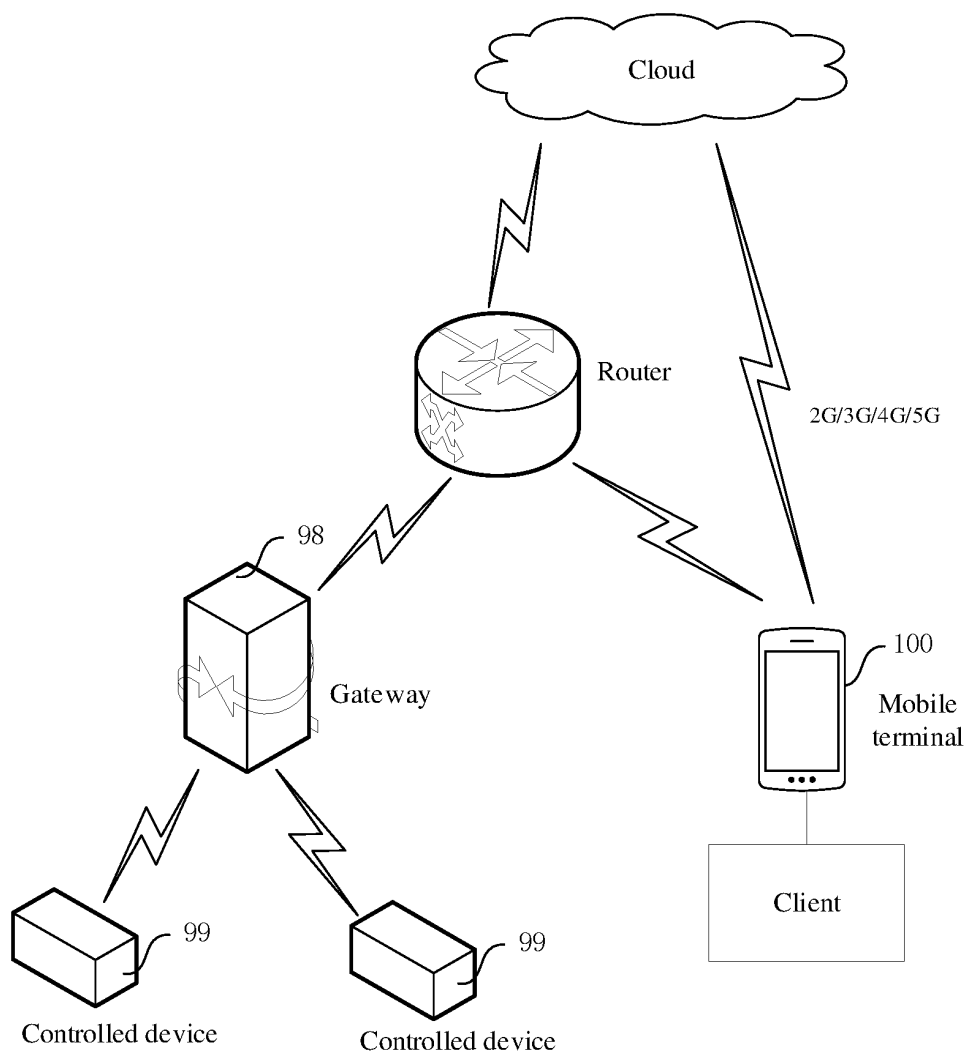 Cloud
Router
2G/3G/4G/5G
98
Gateway
100
Mobile
terminal
Client
99
99
Controlled device
Controlled device